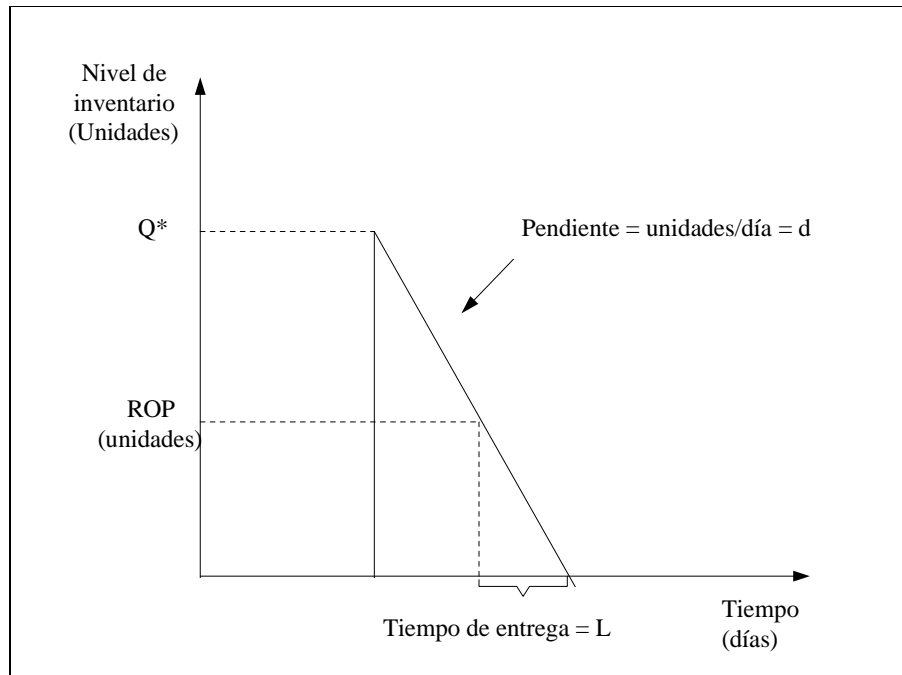 Nivel de
inventario
(Unidades)
Q*
Pendiente = unidades/día = d
ROP
(unidades)
Tiempo de entrega = L
Tiempo
(días)